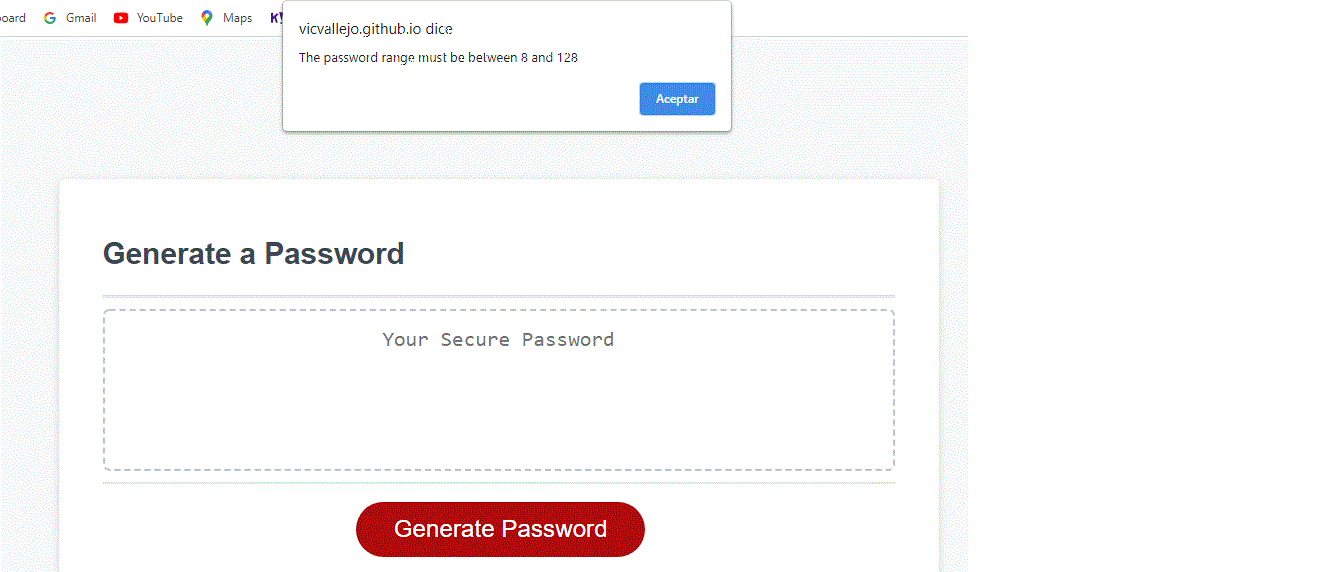 oard Gmail YouTube Maps
vicvallejo.github.io dice
The password range must be between 8 and 128
Aceptar
Generate a Password
Your Secure Password
Generate Password